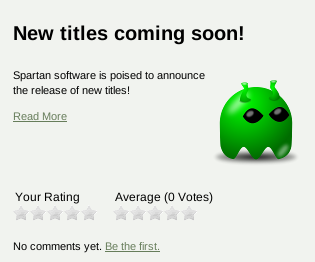 New titles coming soon!
Spartan software is poised to announce
the release of new titles!
Read More
Your Rating Average (0 Votes)
No comments yet. Be the first.